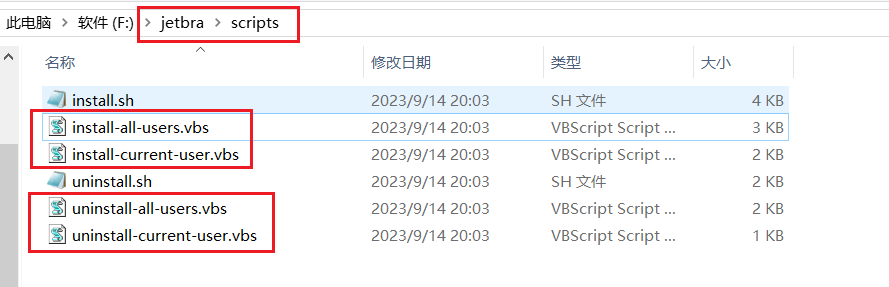 此电脑 > 软件 (F:) > jetbra > scripts
名称 修改日期 类型 大小
install.sh 2023/9/14 20:03 SH 文件 4 KB
install-all-users.vbs 2023/9/14 20:03 VBScript Script ... 3 KB
install-current-user.vbs 2023/9/14 20:03 VBScript Script ... 2 KB
uninstall.sh 2023/9/14 20:03 SH 文件 2 KB
uninstall-all-users.vbs 2023/9/14 20:03 VBScript Script ... 2 KB
uninstall-current-user.vbs 2023/9/14 20:03 VBScript Script ... 1 KB